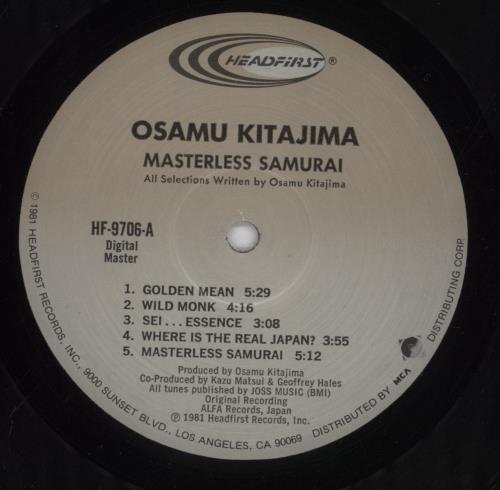 HEADFIRST®
OSAMU KITAJIMA
MASTERLESS SAMURAI
All Selections Written by Osamu Kitajima
HF-9706-A
Digital
Master
1. GOLDEN MEAN 5:29
2. WILD MONK 4:16
3. SEI...ESSENCE 3:08
4. WHERE IS THE REAL JAPAN? 3:55
5. MASTERLESS SAMURAI 5:12
Produced by Osamu Kitajima
Co-Produced by Kazu Matsui & Geoffrey Hales
All tunes published by JOSS MUSIC (BMI)
Original Recording
ALFA Records, Japan
℗ 1981 Headfirst Records, Inc.
© 1981 HEADFIRST RECORDS, INC., 9000 SUNSET BLVD., LOS ANGELES, CA 90069 DISTRIBUTED BY MCA DISTRIBUTING CORP.